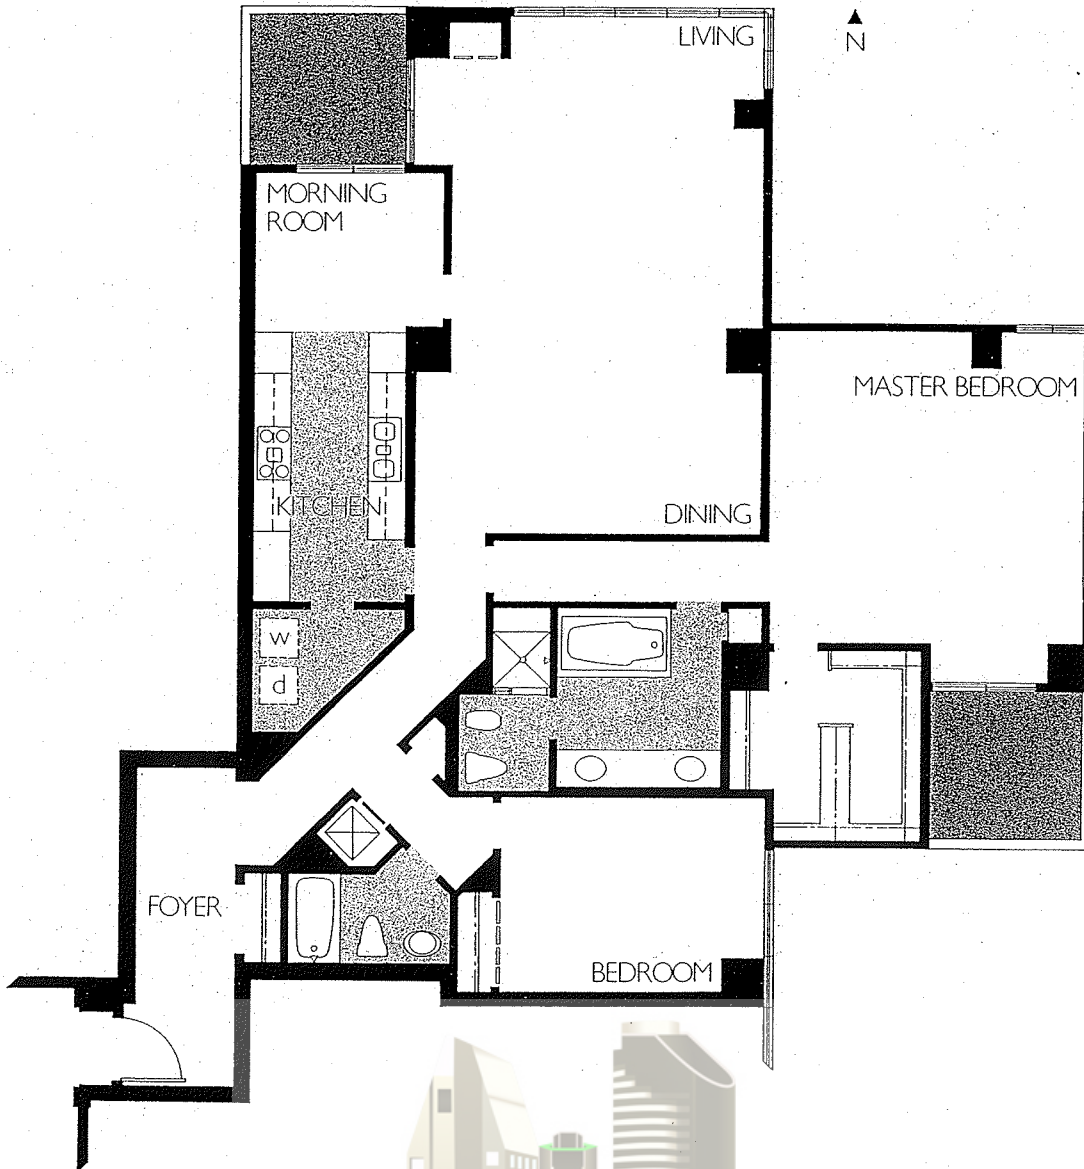 LIVING
N
MORNING
ROOM
MASTER BEDROOM
KITCHEN
DINING
w
d
FOYER
BEDROOM